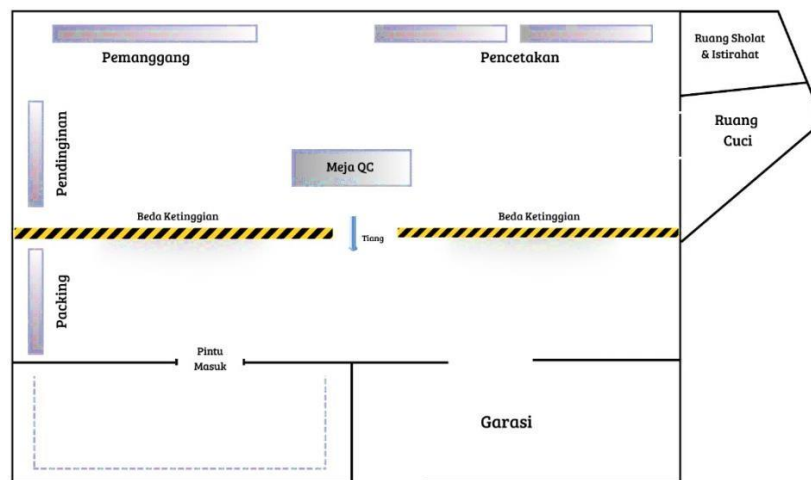 Pemanggang
Pencetakan
Ruang Sholat
& Istirahat
Ruang
Cuci
Pendinginan
Meja QC
Beda Ketinggian
Beda Ketinggian
Tiang
Packing
Pintu
Masuk
Garasi